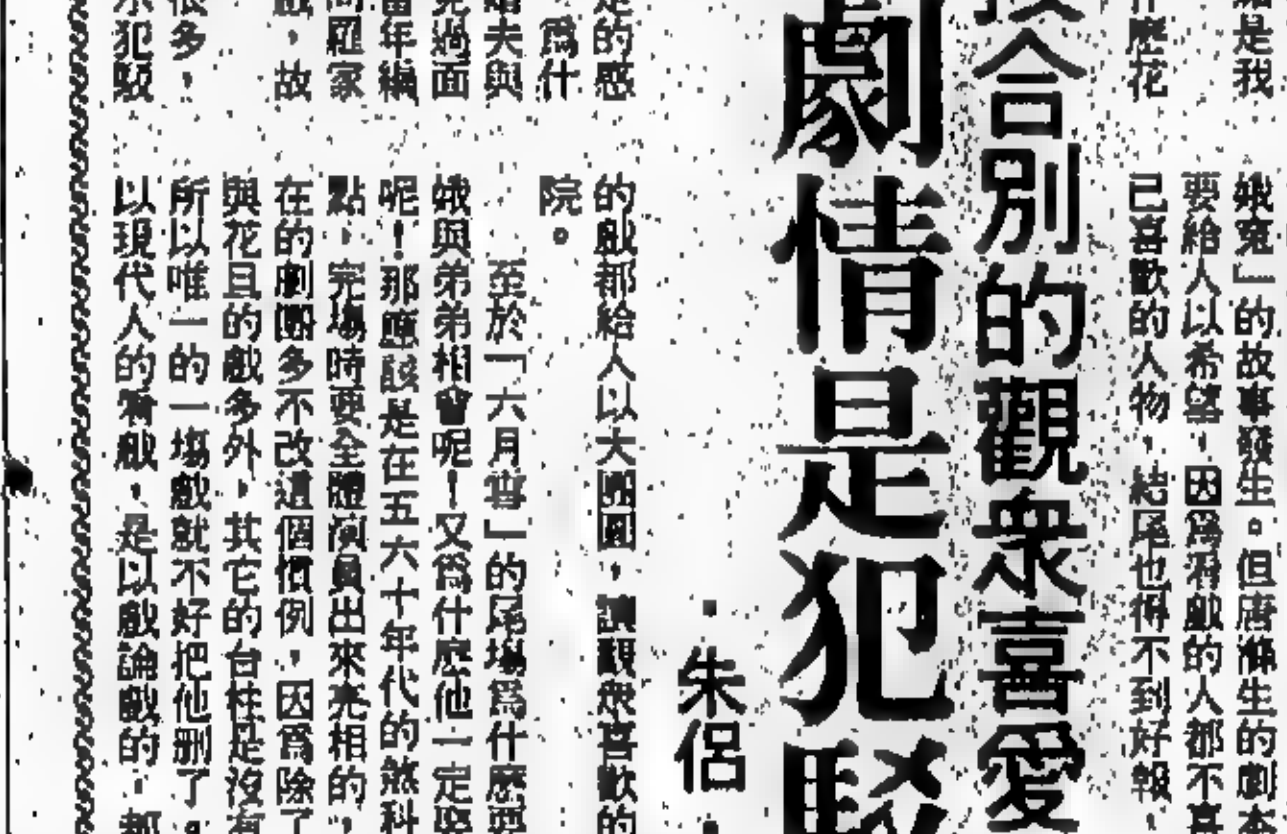 是我
什麼花
娥冤」的故事發生。但唐滌生的劇本
要給人以希望，因為看戲的人都不喜
己喜歡的人物，結尾也得不到好報，
合別的觀衆喜愛
劇情是犯駁
·朱侶·
是的感
，為什
夫與
見過面
當年編
問羅家
戲，故
很多，
犯駁
的戲都給人以大團圓，讓觀衆喜歡的
院。
至於「六月雪」的尾場為什麼要
娥與弟弟相會呢！又為什麼他一定要
呢！那應該是在五六十年代的煞科
點，完場時要全體演員出來亮相的，
在的劇團多不改這個慣例，因為除了
與花旦的戲多外，其它的台柱是沒有
所以唯一的一場戲就不好把他删了。
以現代人的看戲，是以戲論戲的，都